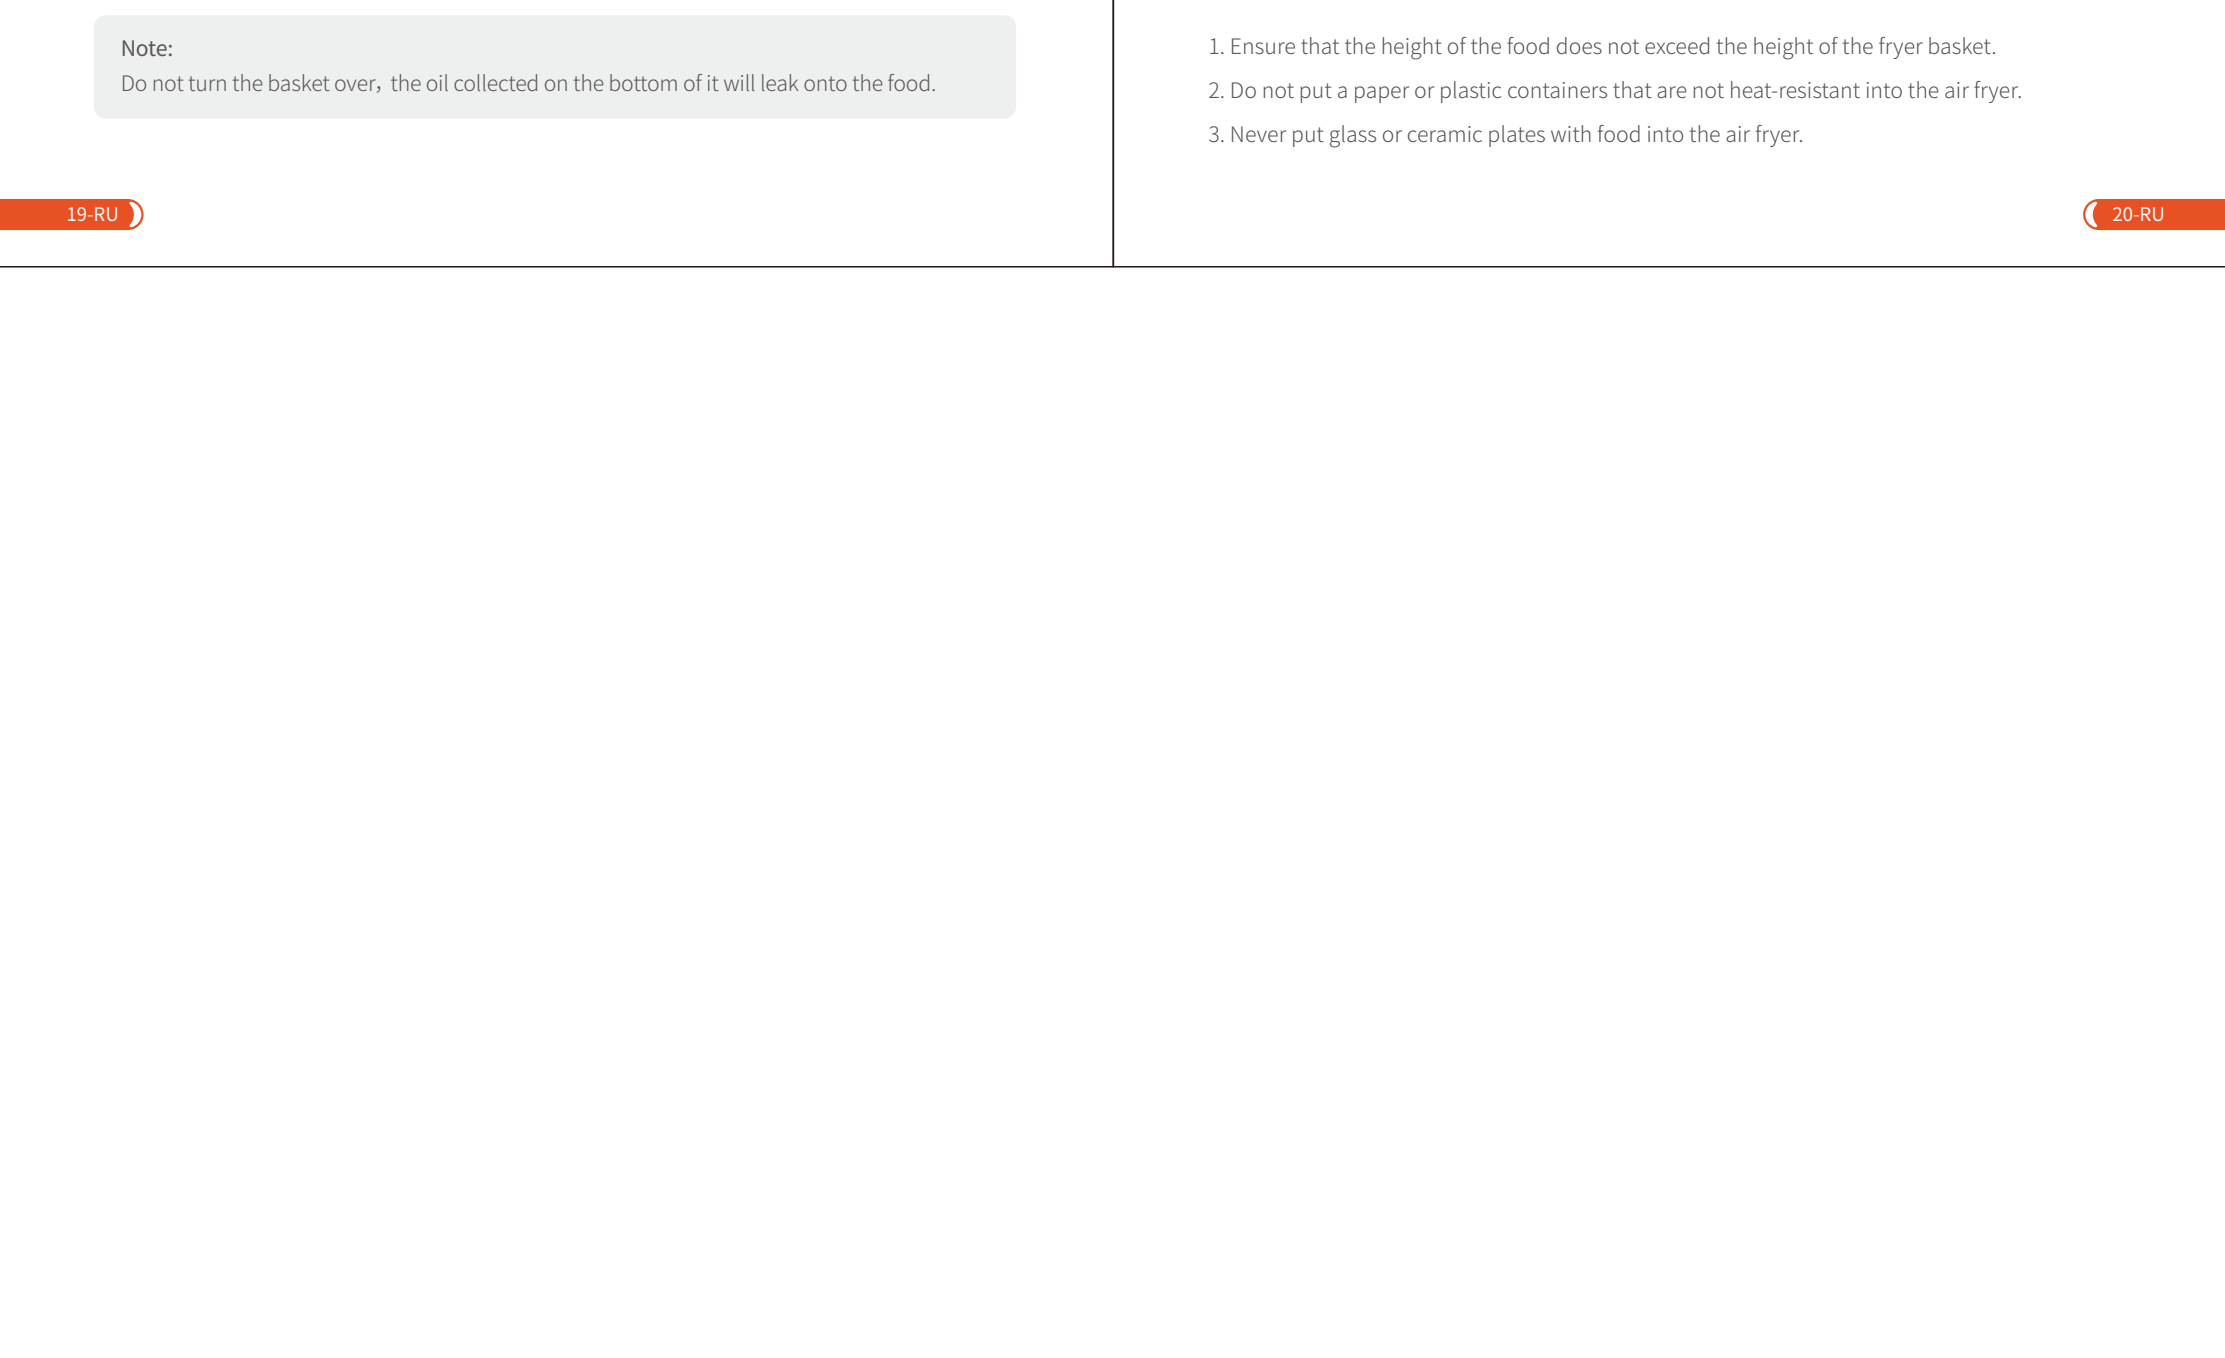 Note:
Do not turn the basket over，the oil collected on the bottom of it will leak onto the food.
19-RU
1. Ensure that the height of the food does not exceed the height of the fryer basket.
2. Do not put a paper or plastic containers that are not heat-resistant into the air fryer.
3. Never put glass or ceramic plates with food into the air fryer.
20-RU